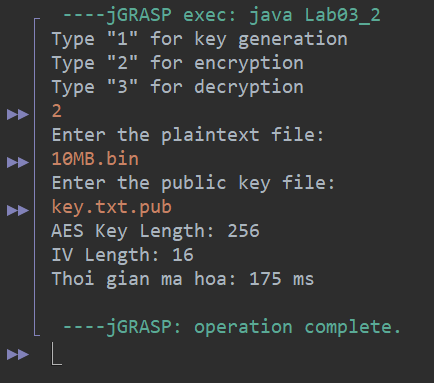 ----jGRASP exec: java Lab03_2
Type "1" for key generation
Type "2" for encryption
Type "3" for decryption
2
Enter the plaintext file:
10MB.bin
Enter the public key file:
key.txt.pub
AES Key Length: 256
IV Length: 16
Thoi gian ma hoa: 175 ms
----jGRASP: operation complete.